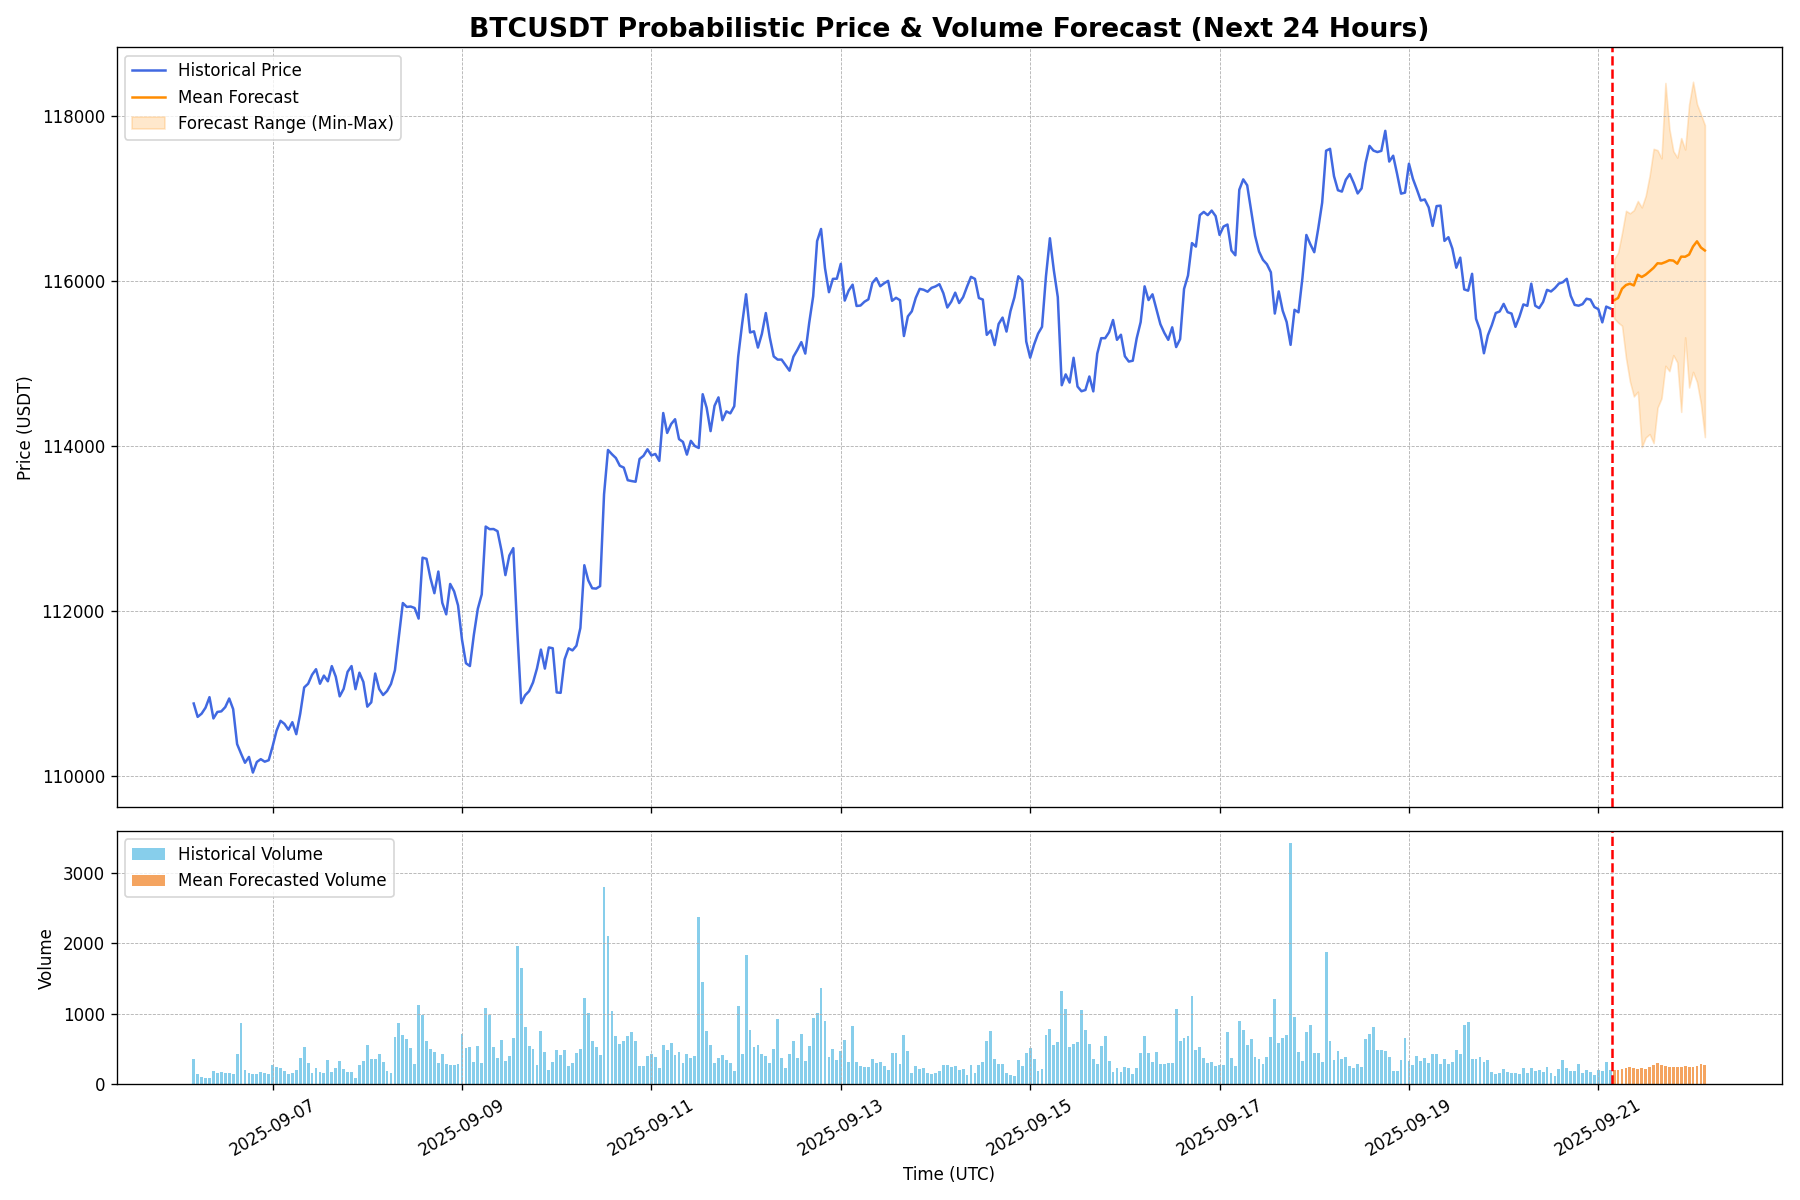 BTCUSDT Probabilistic Price & Volume Forecast (Next 24 Hours)
Historical Price
Mean Forecast
Forecast Range (Min-Max)
118000
116000
114000
112000
110000
Price (USDT)
Historical Volume
Mean Forecasted Volume
3000
2000
1000
0
Volume
2025-09-07
2025-09-09
2025-09-11
2025-09-13
2025-09-15
2025-09-17
2025-09-19
2025-09-21
Time (UTC)